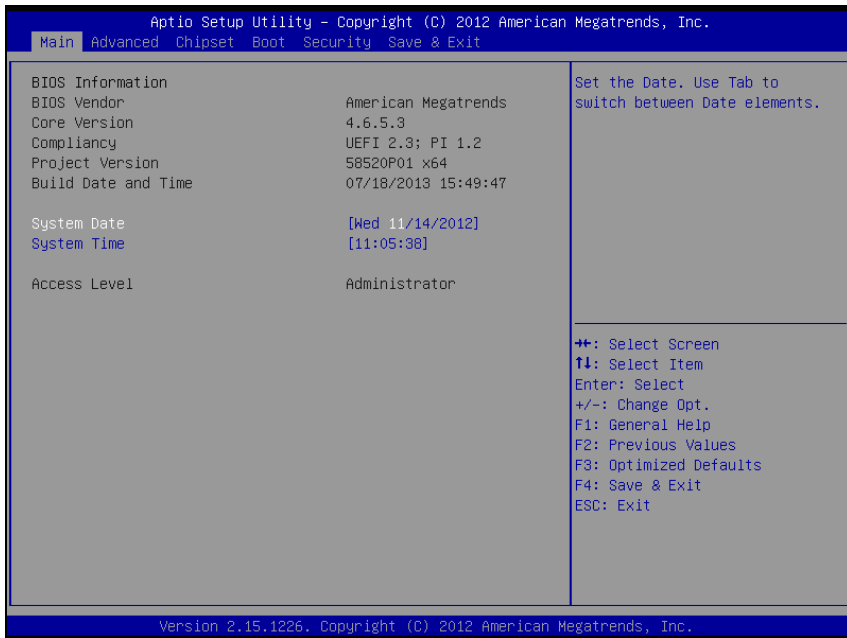 Aptio Setup Utility – Copyright (C) 2012 American Megatrends, Inc.
Main Advanced Chipset Boot Security Save & Exit
BIOS Information
BIOS Vendor American Megatrends
Core Version 4.6.5.3
Compliancy UEFI 2.3; PI 1.2
Project Version 58520P01 x64
Build Date and Time 07/18/2013 15:49:47
System Date [Wed 11/14/2012]
System Time [11:05:38]
Access Level Administrator
Set the Date. Use Tab to
switch between Date elements.
→←: Select Screen
↑↓: Select Item
Enter: Select
+/-: Change Opt.
F1: General Help
F2: Previous Values
F3: Optimized Defaults
F4: Save & Exit
ESC: Exit
Version 2.15.1226. Copyright (C) 2012 American Megatrends, Inc.